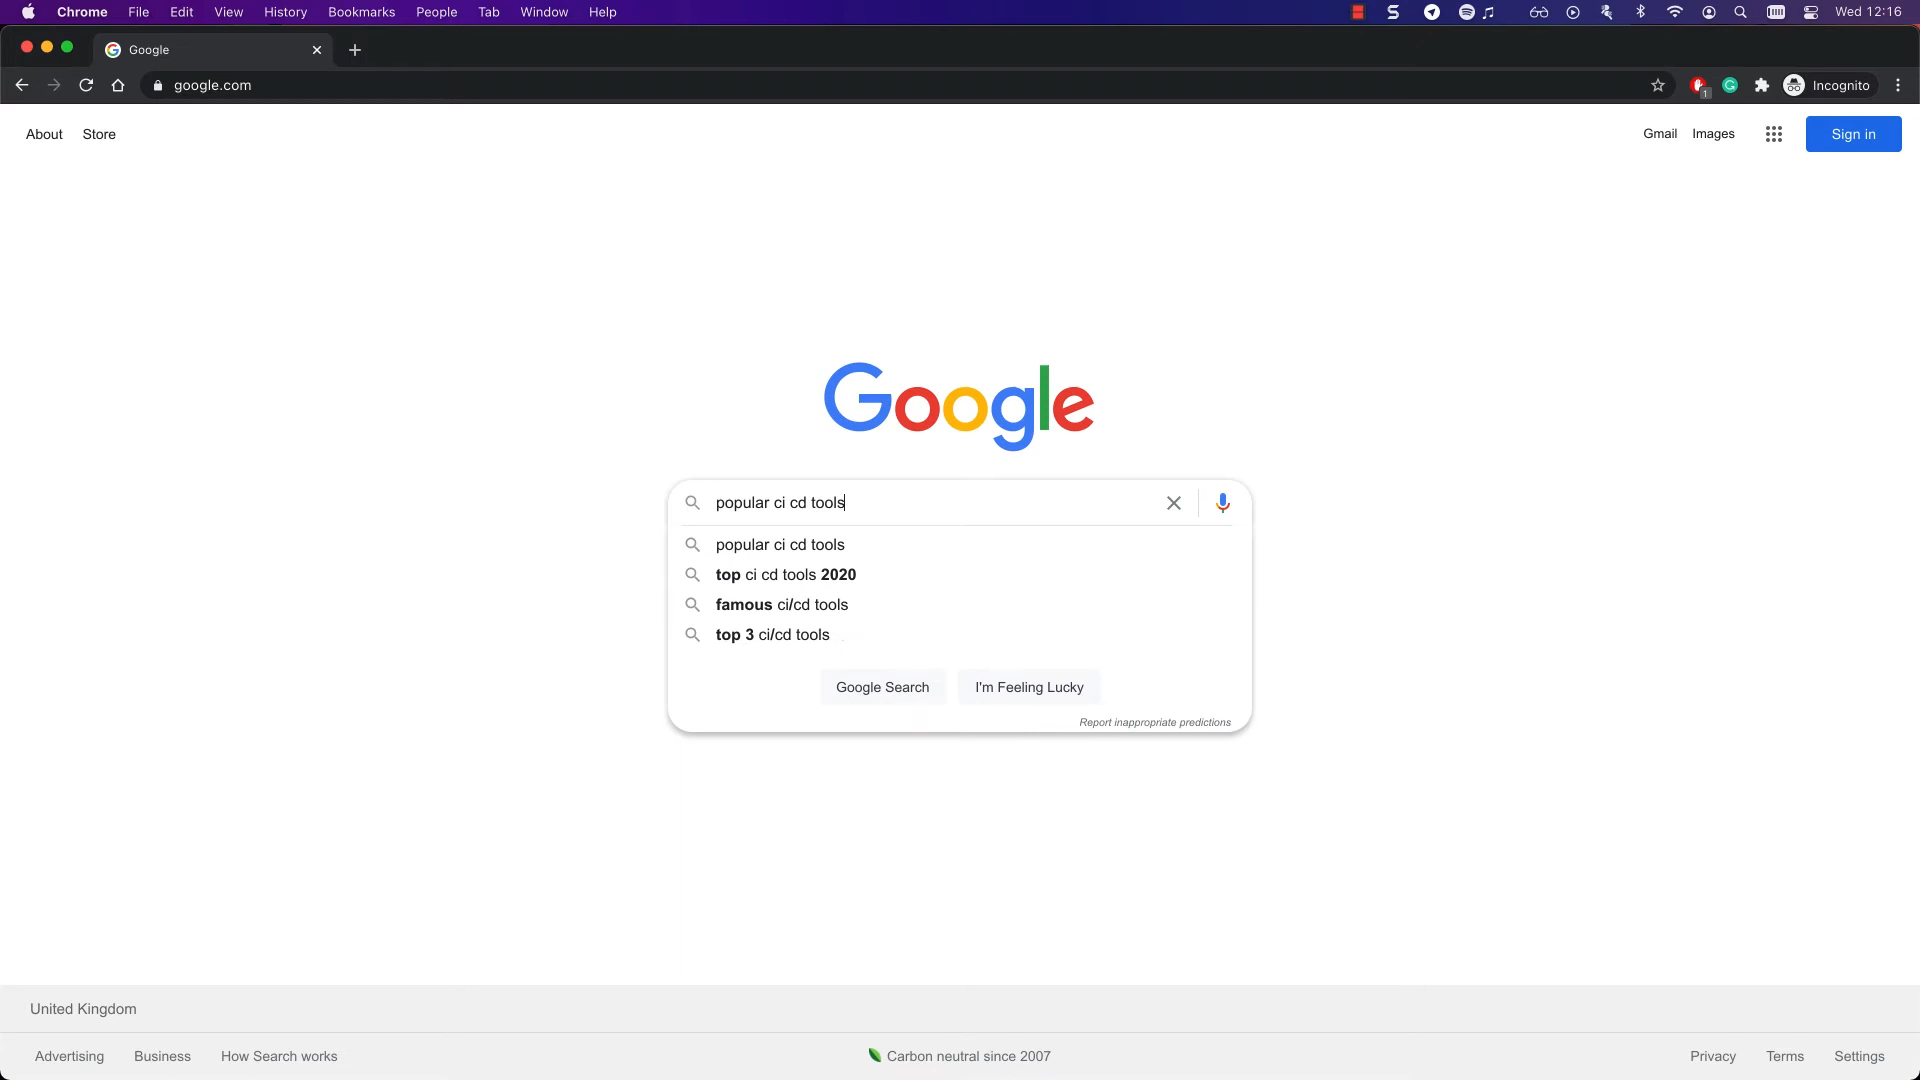 Chrome File Edit View History Bookmarks People Tab Window Help Wed 12:16
Google
google.com 1 Incognito
About Store Gmail Images Sign in
Google
popular ci cd tools
popular ci cd tools
top ci cd tools 2020
famous ci/cd tools
top 3 ci/cd tools
Google Search I'm Feeling Lucky
Report inappropriate predictions
United Kingdom
Advertising Business How Search works Carbon neutral since 2007 Privacy Terms Settings